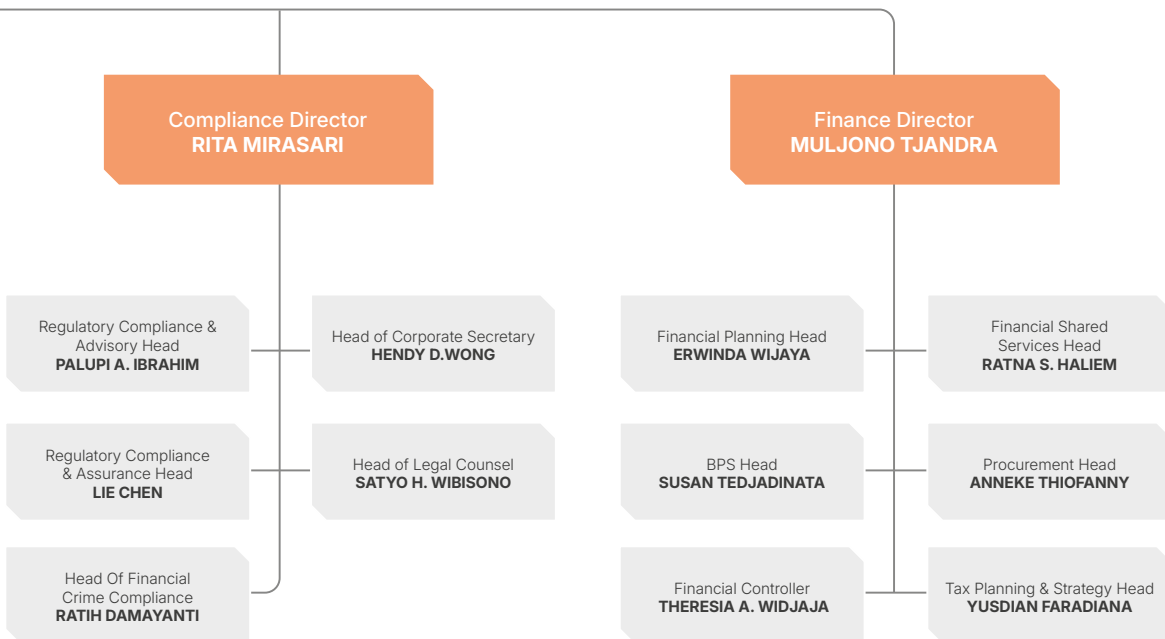 Compliance Director
RITA MIRASARI
Finance Director
MULJONO TJANDRA
Regulatory Compliance &
Advisory Head
PALUPI A. IBRAHIM
Head of Corporate Secretary
HENDY D.WONG
Financial Planning Head
ERWINDA WIJAYA
Financial Shared
Services Head
RATNA S. HALIEM
Regulatory Compliance
& Assurance Head
LIE CHEN
Head of Legal Counsel
SATYO H. WIBISONO
BPS Head
SUSAN TEDJADINATA
Procurement Head
ANNEKE THIOFANNY
Head Of Financial
Crime Compliance
RATIH DAMAYANTI
Financial Controller
THERESIA A. WIDJAJA
Tax Planning & Strategy Head
YUSDIAN FARADIANA